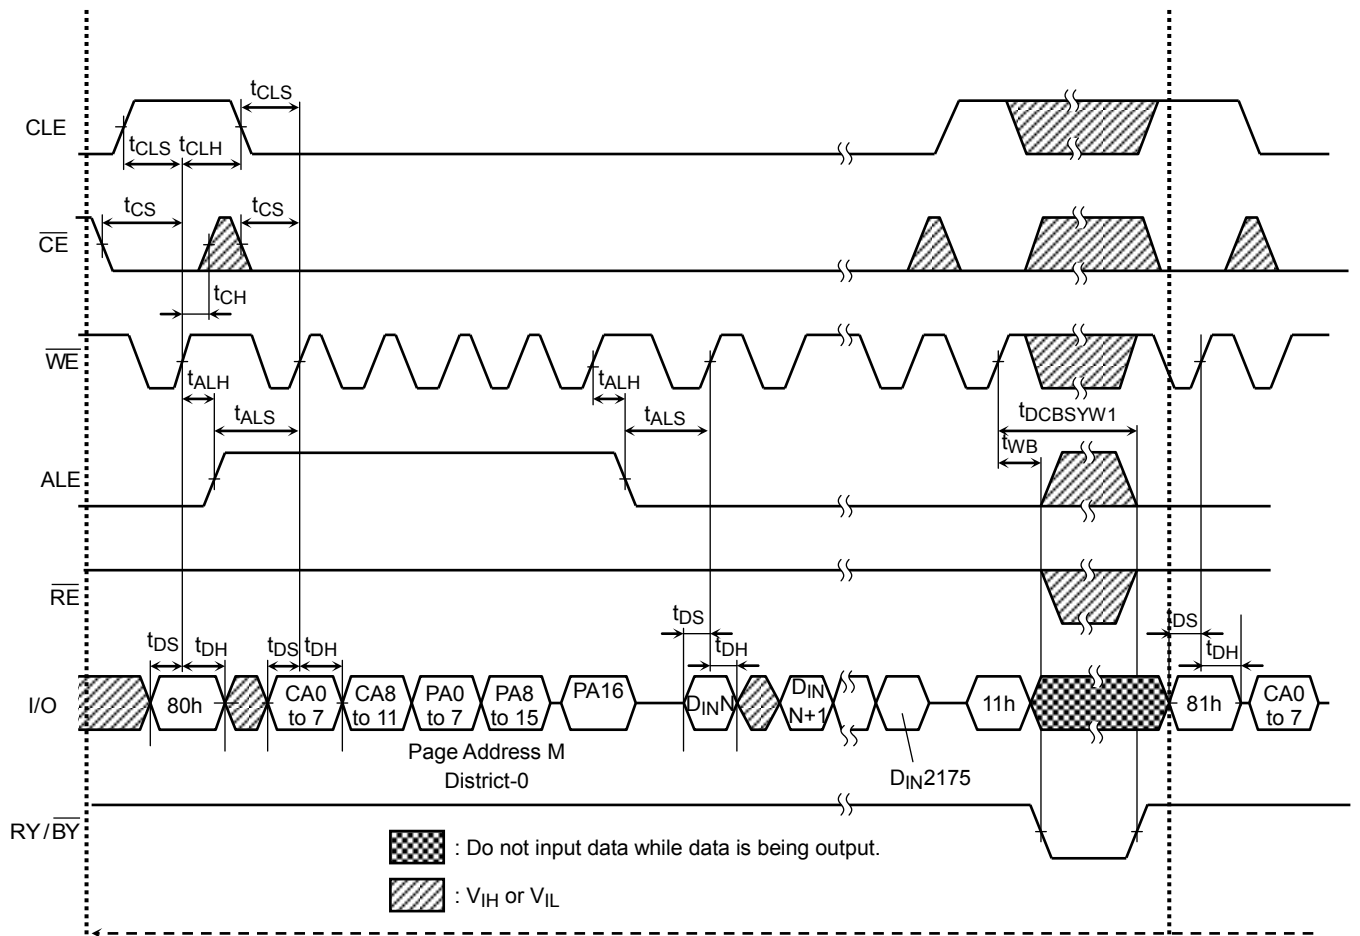 tCLS
CLE
tCLS tCLH
tCS tCS
CE
tCH
WE
tALH tALH
tALS tALS tDCBSYW1
tWB
ALE
RE
tDS tDH tDS tDH tDS tDH tDS tDH
I/O
80h CA0 to 7 CA8 to 11 PA0 to 7 PA8 to 15 PA16 DINN DIN N+1 11h 81h CA0 to 7
Page Address M
District-0
DIN2175
RY/BY
: Do not input data while data is being output.
: VIH or VIL